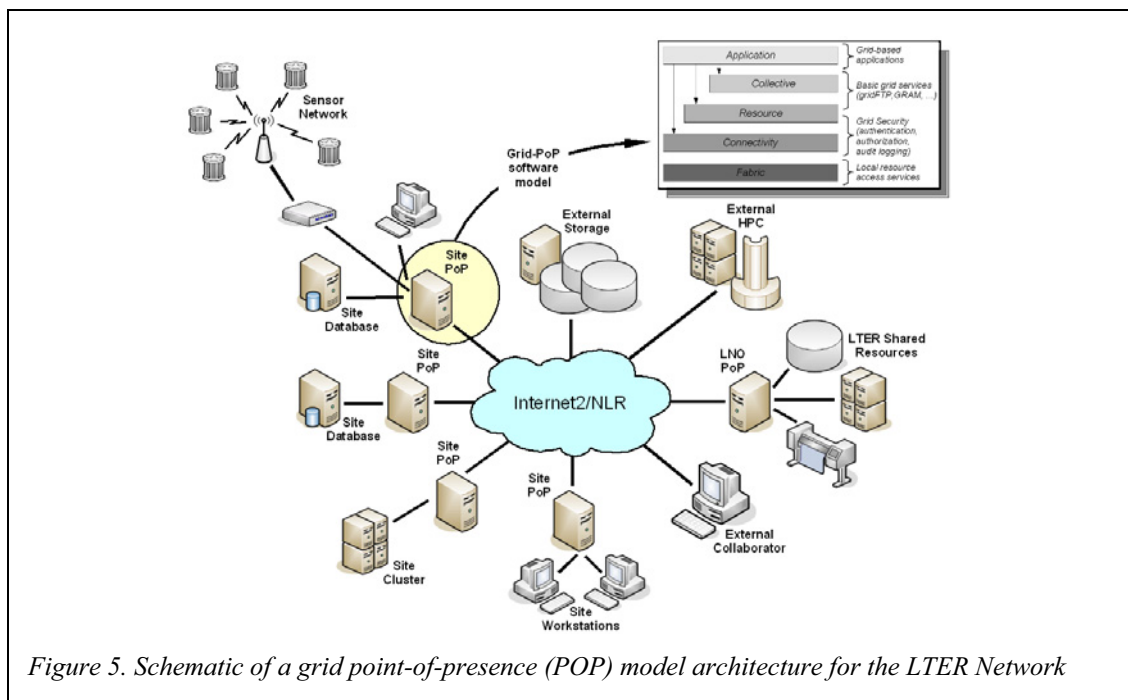 Sensor
Network
Grid-PoP
software
model
Application
Collective
Resource
Connectivity
Fabric
Grid-based
applications
Basic grid services
(gridFTP,GRAM, ...)
Grid Security
(authentication,
authorization,
audit logging)
Local resource
access services
Site
PoP
Site
Database
External
Storage
External
HPC
LNO
PoP
LTER Shared
Resources
Site
PoP
Site
Database
Internet2/NLR
Site
PoP
Site
Cluster
Site
PoP
Site
Workstations
External
Collaborator
Figure 5. Schematic of a grid point-of-presence (POP) model architecture for the LTER Network